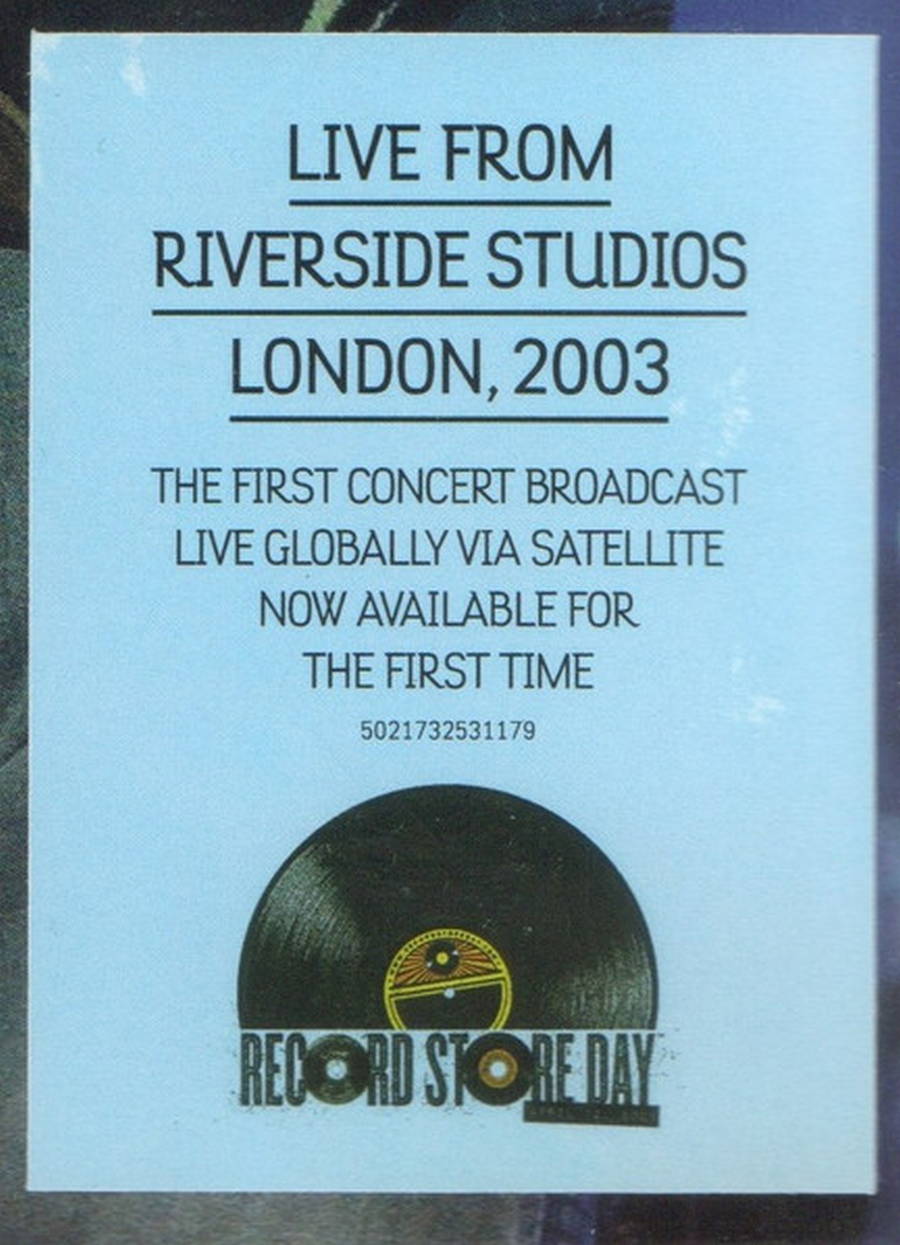 LIVE FROM
RIVERSIDE STUDIOS
LONDON, 2003
THE FIRST CONCERT BROADCAST
LIVE GLOBALLY VIA SATELLITE
NOW AVAILABLE FOR
THE FIRST TIME
5021732531179
RECORD STORE DAY